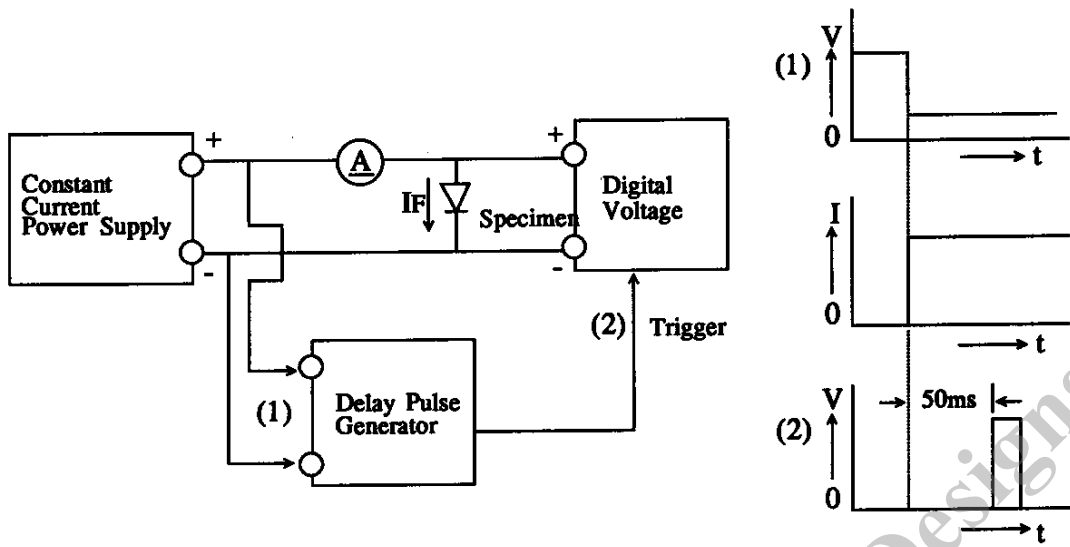 Constant
Current
Power Supply
+
-
A
IF
Specimen
+
-
Digital
Voltage
(2)
Trigger
(1)
Delay Pulse
Generator
(1)
V
0
t
I
0
t
(2)
V
0
50ms
t
Designs